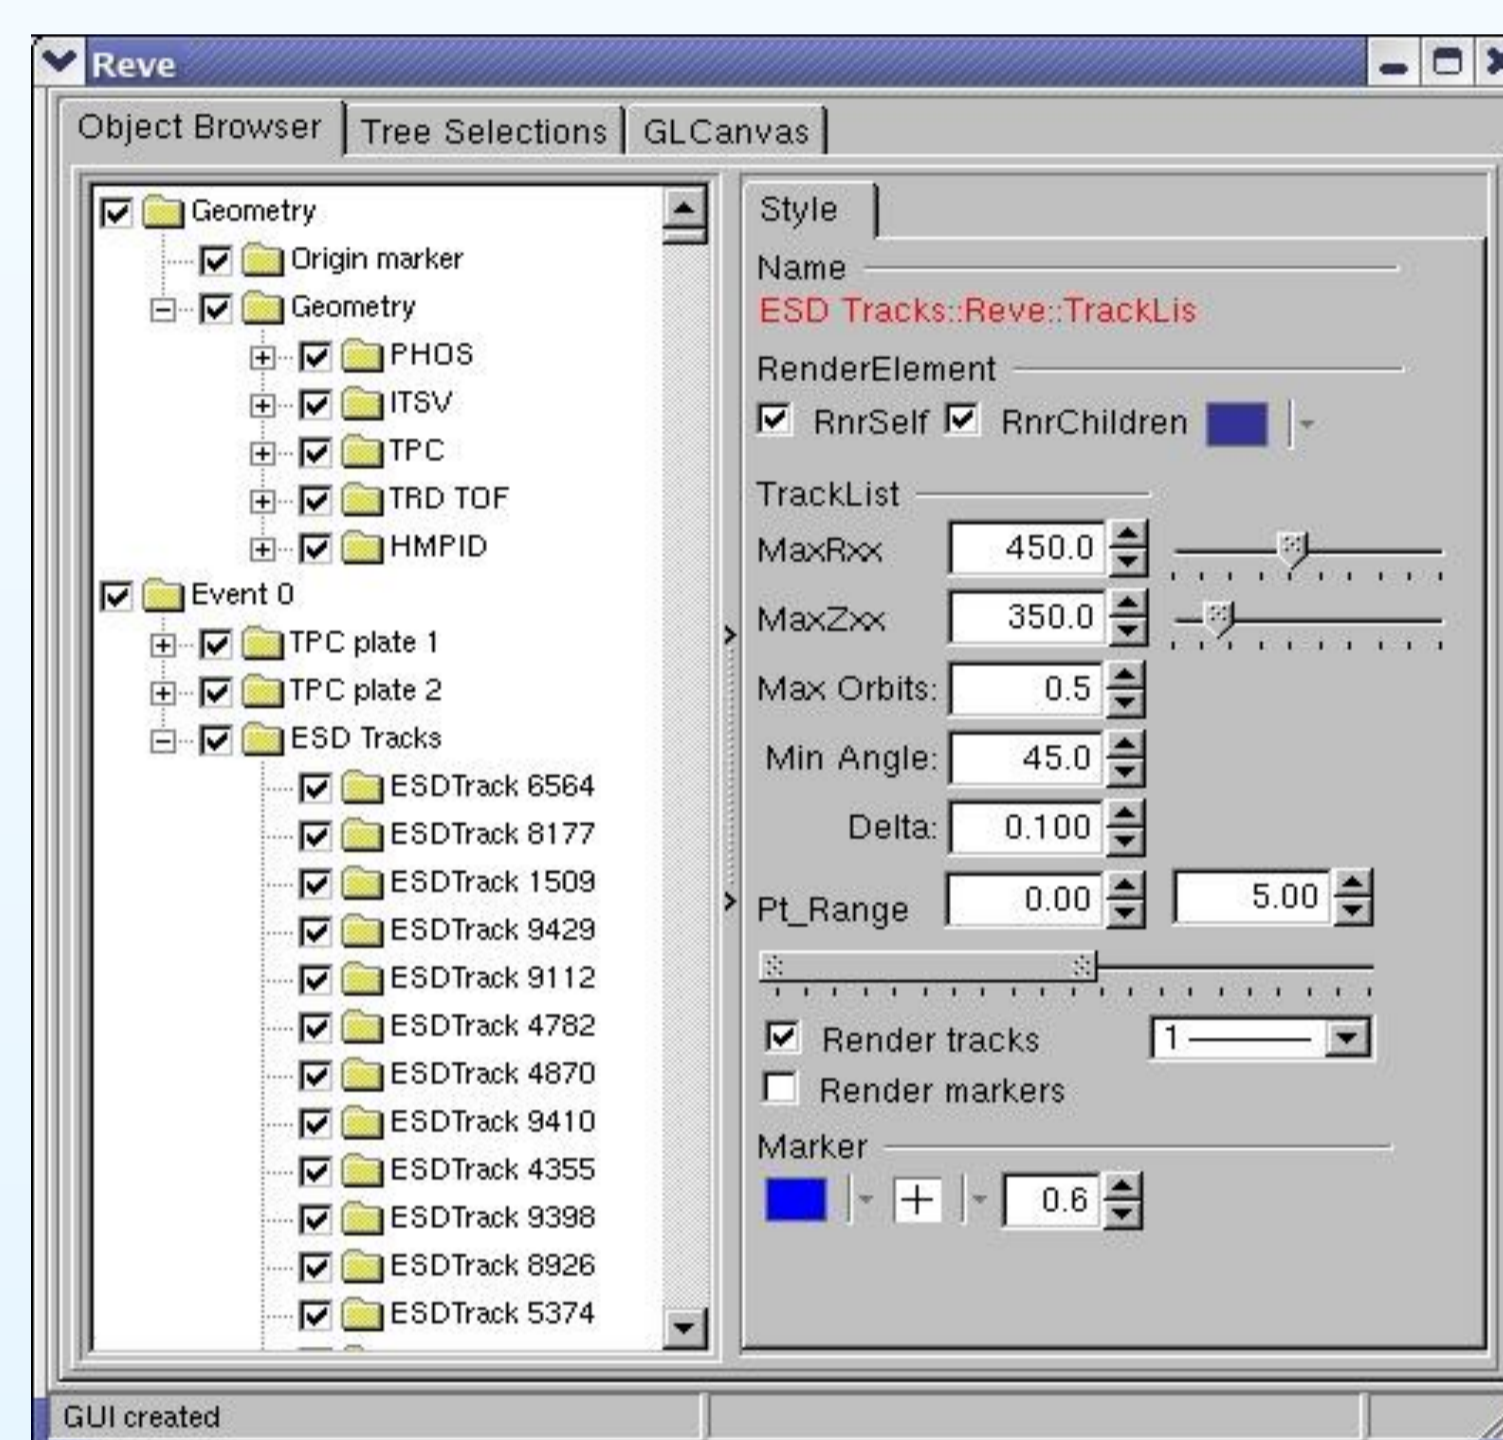 Reve
Object Browser
Tree Selections
GLCanvas
Geometry
Origin marker
Geometry
PHOS
ITSV
TPC
TRD TOF
HMPID
Event 0
TPC plate 1
TPC plate 2
ESD Tracks
ESDTrack 6564
ESDTrack 8177
ESDTrack 1509
ESDTrack 9429
ESDTrack 9112
ESDTrack 4782
ESDTrack 4870
ESDTrack 9410
ESDTrack 4355
ESDTrack 9398
ESDTrack 8926
ESDTrack 5374
Style
Name
ESD Tracks::Reve::TrackLis
RenderElement
RnrSelf RnrChildren
TrackList
MaxRxx 450.0
MaxZxx 350.0
Max Orbits: 0.5
Min Angle: 45.0
Delta: 0.100
Pt_Range 0.00 5.00
Render tracks 1
Render markers
Marker
0.6
GUI created